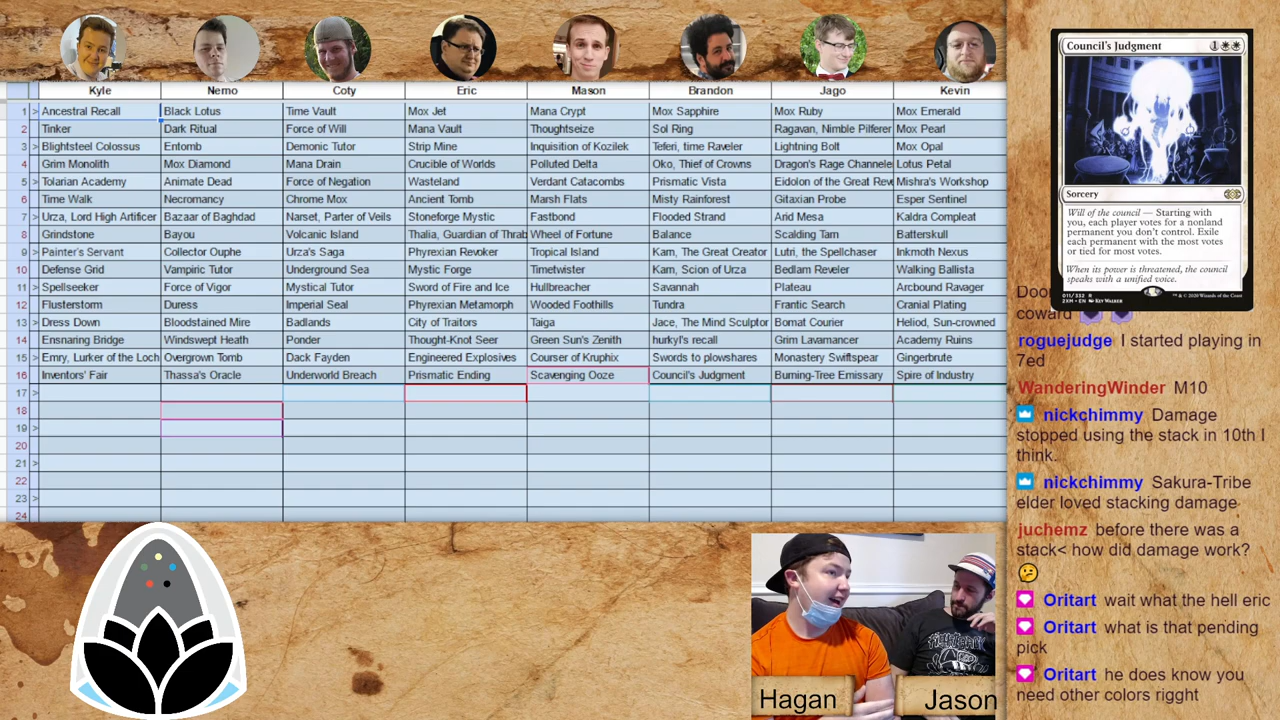 Kyle Nemo Coty Eric Mason Brandon Jago Kevin
1 > Ancestral Recall Black Lotus Time Vault Mox Jet Mana Crypt Mox Sapphire Mox Ruby Mox Emerald
2 Tinker Dark Ritual Force of Will Mana Vault Thoughtseize Sol Ring Ragavan, Nimble Pilferer Mox Pearl
3 > Blightsteel Colossus Entomb Demonic Tutor Strip Mine Inquisition of Kozilek Teferi, time Raveler Lightning Bolt Mox Opal
4 Grim Monolith Mox Diamond Mana Drain Crucible of Worlds Polluted Delta Oko, Thief of Crowns Dragon's Rage Channele Lotus Petal
5 > Tolarian Academy Animate Dead Force of Negation Wasteland Verdant Catacombs Prismatic Vista Eidolon of the Great Rev Mishra's Workshop
6 Time Walk Necromancy Chrome Mox Ancient Tomb Marsh Flats Misty Rainforest Gitaxian Probe Esper Sentinel
7 > Urza, Lord High Artificer Bazaar of Baghdad Narset, Parter of Veils Stoneforge Mystic Fastbond Flooded Strand Arid Mesa Kaldra Compleat
8 Grindstone Bayou Volcanic Island Thalia, Guardian of Thrab Wheel of Fortune Balance Scalding Tarn Batterskull
9 > Painter's Servant Collector Ouphe Urza's Saga Phyrexian Revoker Tropical Island Karn, The Great Creator Lutri, the Spellchaser Inkmoth Nexus
10 Defense Grid Vampiric Tutor Underground Sea Mystic Forge Timetwister Karn, Scion of Urza Bedlam Reveler Walking Ballista
11 > Spellseeker Force of Vigor Mystical Tutor Sword of Fire and Ice Hullbreacher Savannah Plateau Arcbound Ravager
12 Flusterstorm Duress Imperial Seal Phyrexian Metamorph Wooded Foothills Tundra Frantic Search Cranial Plating
13 > Dress Down Bloodstained Mire Badlands City of Traitors Taiga Jace, The Mind Sculptor Bomat Courier Heliod, Sun-crowned
14 Ensnaring Bridge Windswept Heath Ponder Thought-Knot Seer Green Sun's Zenith hurkyl's recall Grim Lavamancer Academy Ruins
15 > Emry, Lurker of the Loch Overgrown Tomb Dack Fayden Engineered Explosives Courser of Kruphix Swords to plowshares Monastery Swiftspear Gingerbrute
16 Inventors' Fair Thassa's Oracle Underworld Breach Prismatic Ending Scavenging Ooze Council's Judgment Burning-Tree Emissary Spire of Industry
17 >
18
19 >
20
21 >
22
23 >
24
Council's Judgment 1
Sorcery
Will of the council — Starting with
you, each player votes for a nonland
permanent you don't control. Exile
each permanent with the most votes
or tied for most votes.
When its power is threatened, the council
speaks with a unified voice.
011/332 R
2XM • EN Kev Walker
™ & © 2020 Wizards of the Coast
Doo
coward
roguejudge I started playing in
7ed
WanderingWinder M10
nickchimmy Damage
stopped using the stack in 10th I
think.
nickchimmy Sakura-Tribe
elder loved stacking damage
juchemz before there was a
stack< how did damage work?
Oritart wait what the hell eric
Oritart what is that pending
pick
Oritart he does know you
need other colors rigght
Hagan
Jason